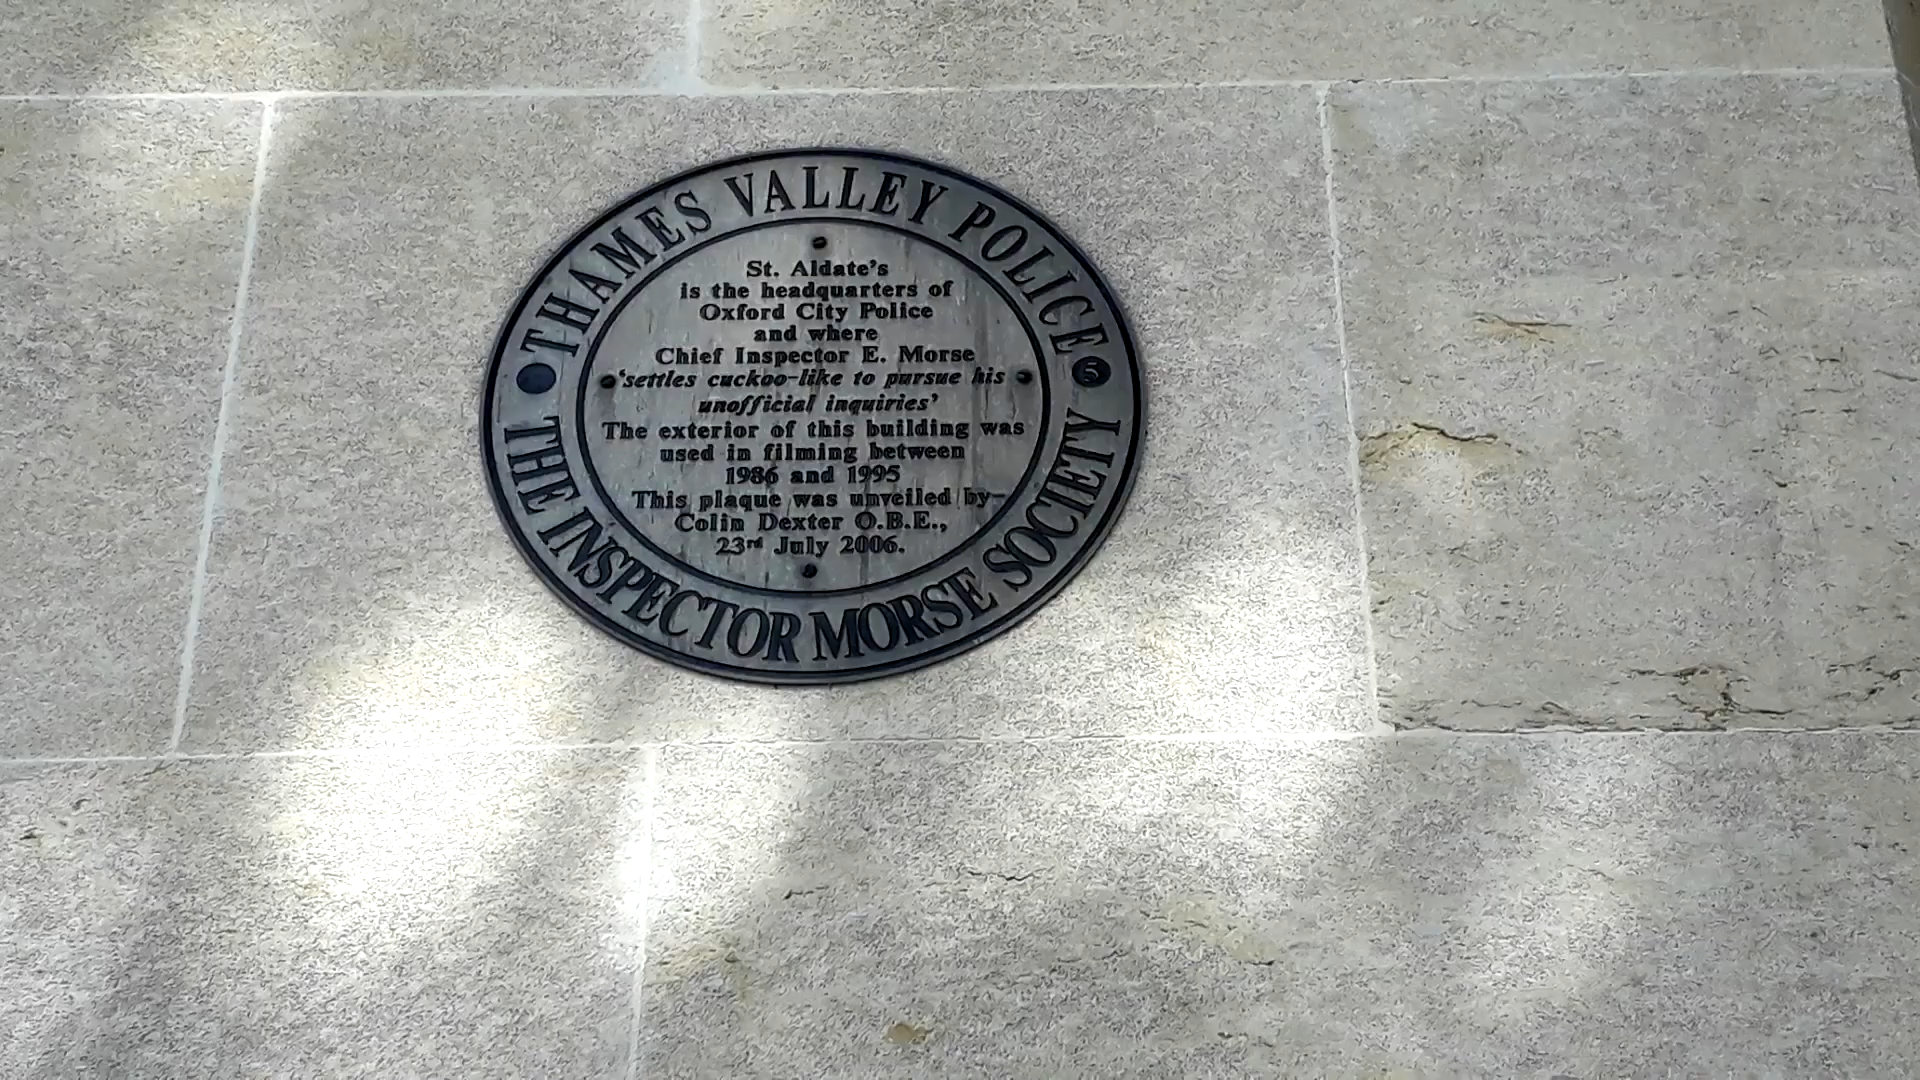 THAMES VALLEY POLICE
St. Aldate's
is the headquarters of
Oxford City Police
and where
Chief Inspector E. Morse
'settles cuckoo-like to pursue his
unofficial inquiries'
The exterior of this building was
used in filming between
1986 and 1995
This plaque was unveiled by-
Colin Dexter O.B.E.,
23rd July 2006.
5
THE INSPECTOR MORSE SOCIETY